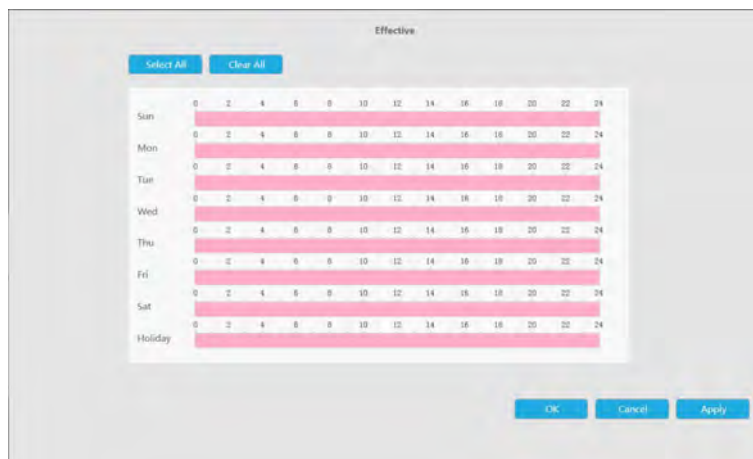 Effective
Select All Clear All
0 2 4 6 8 10 12 14 16 18 20 22 24
Sun
0 2 4 6 8 10 12 14 16 18 20 22 24
Mon
0 2 4 6 8 10 12 14 16 18 20 22 24
Tue
0 2 4 6 8 10 12 14 16 18 20 22 24
Wed
0 2 4 6 8 10 12 14 16 18 20 22 24
Thu
0 2 4 6 8 10 12 14 16 18 20 22 24
Fri
0 2 4 6 8 10 12 14 16 18 20 22 24
Sat
0 2 4 6 8 10 12 14 16 18 20 22 24
Holiday
OK Cancel Apply